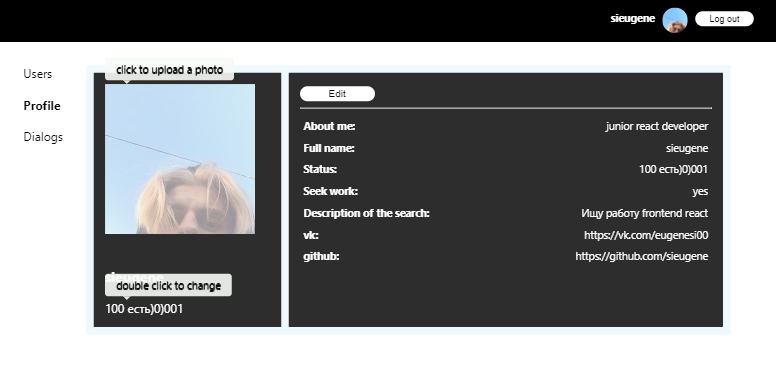 sieugene
Log out
Users
Profile
Dialogs
click to upload a photo
sieugene
double click to change
100 есть)0)001
Edit
About me: junior react developer
Full name: sieugene
Status: 100 есть)0)001
Seek work: yes
Description of the search: Ищу работу frontend react
vk: https://vk.com/eugenesi00
github: https://github.com/sieugene